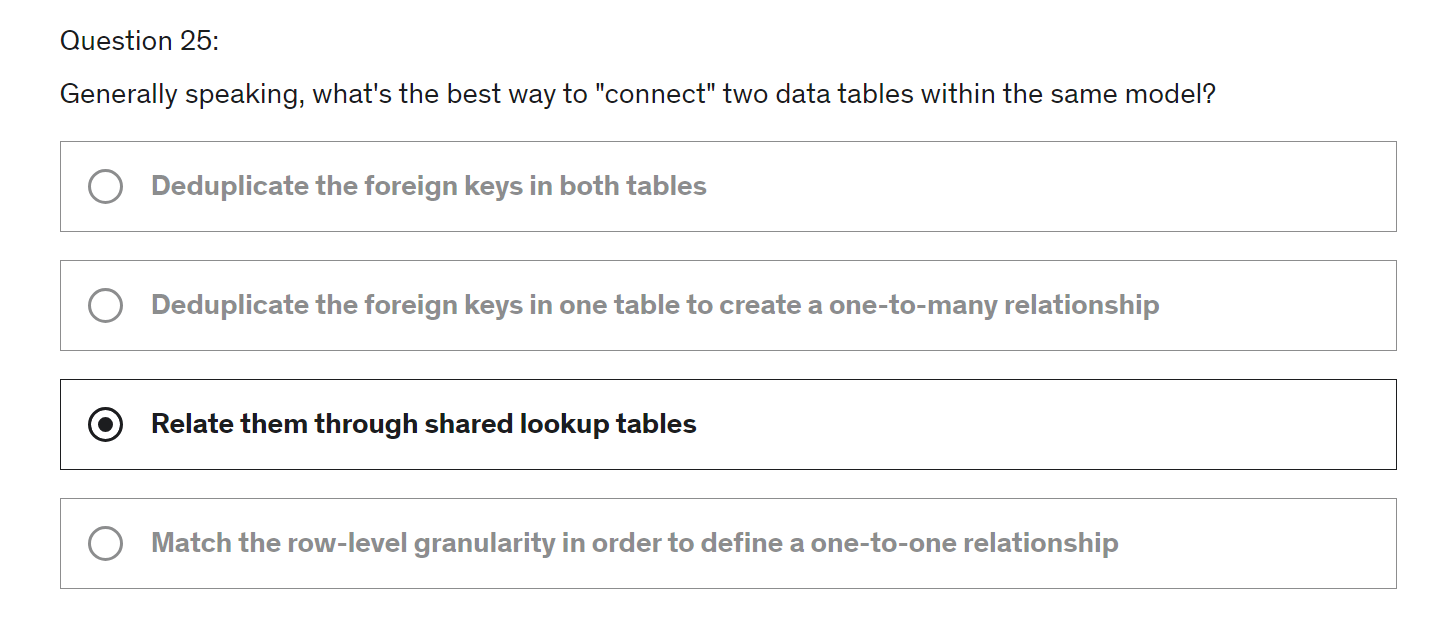 Question 25:
Generally speaking, what's the best way to "connect" two data tables within the same model?
Deduplicate the foreign keys in both tables
Deduplicate the foreign keys in one table to create a one-to-many relationship
Relate them through shared lookup tables
Match the row-level granularity in order to define a one-to-one relationship